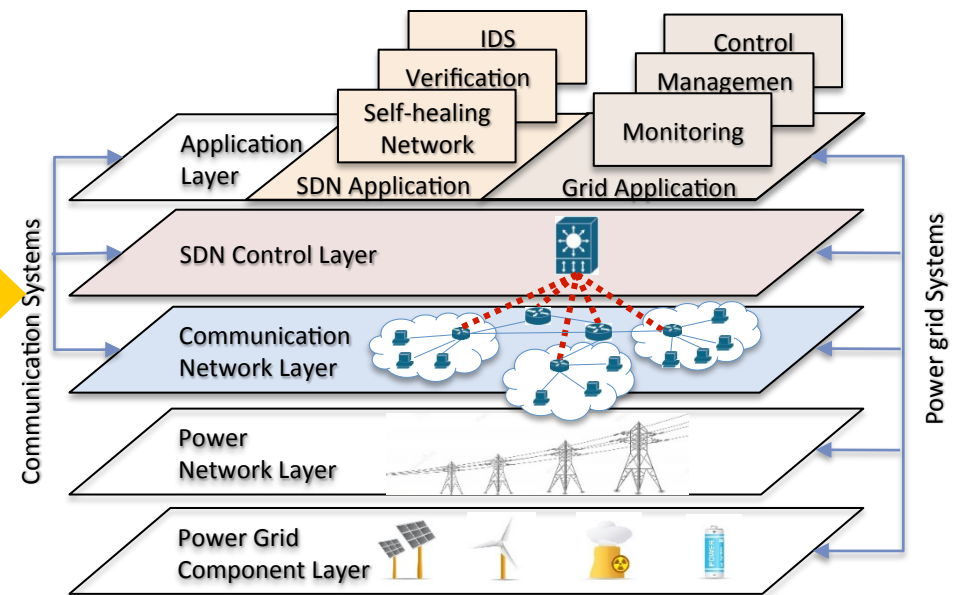 IDS
Control
Verification
Managemen
Self-healing
Network
Monitoring
Application
Layer
SDN Application
Grid Application
SDN Control Layer
Communication
Network Layer
Power
Network Layer
Power Grid
Component Layer
POWER
Communication Systems
Power grid Systems